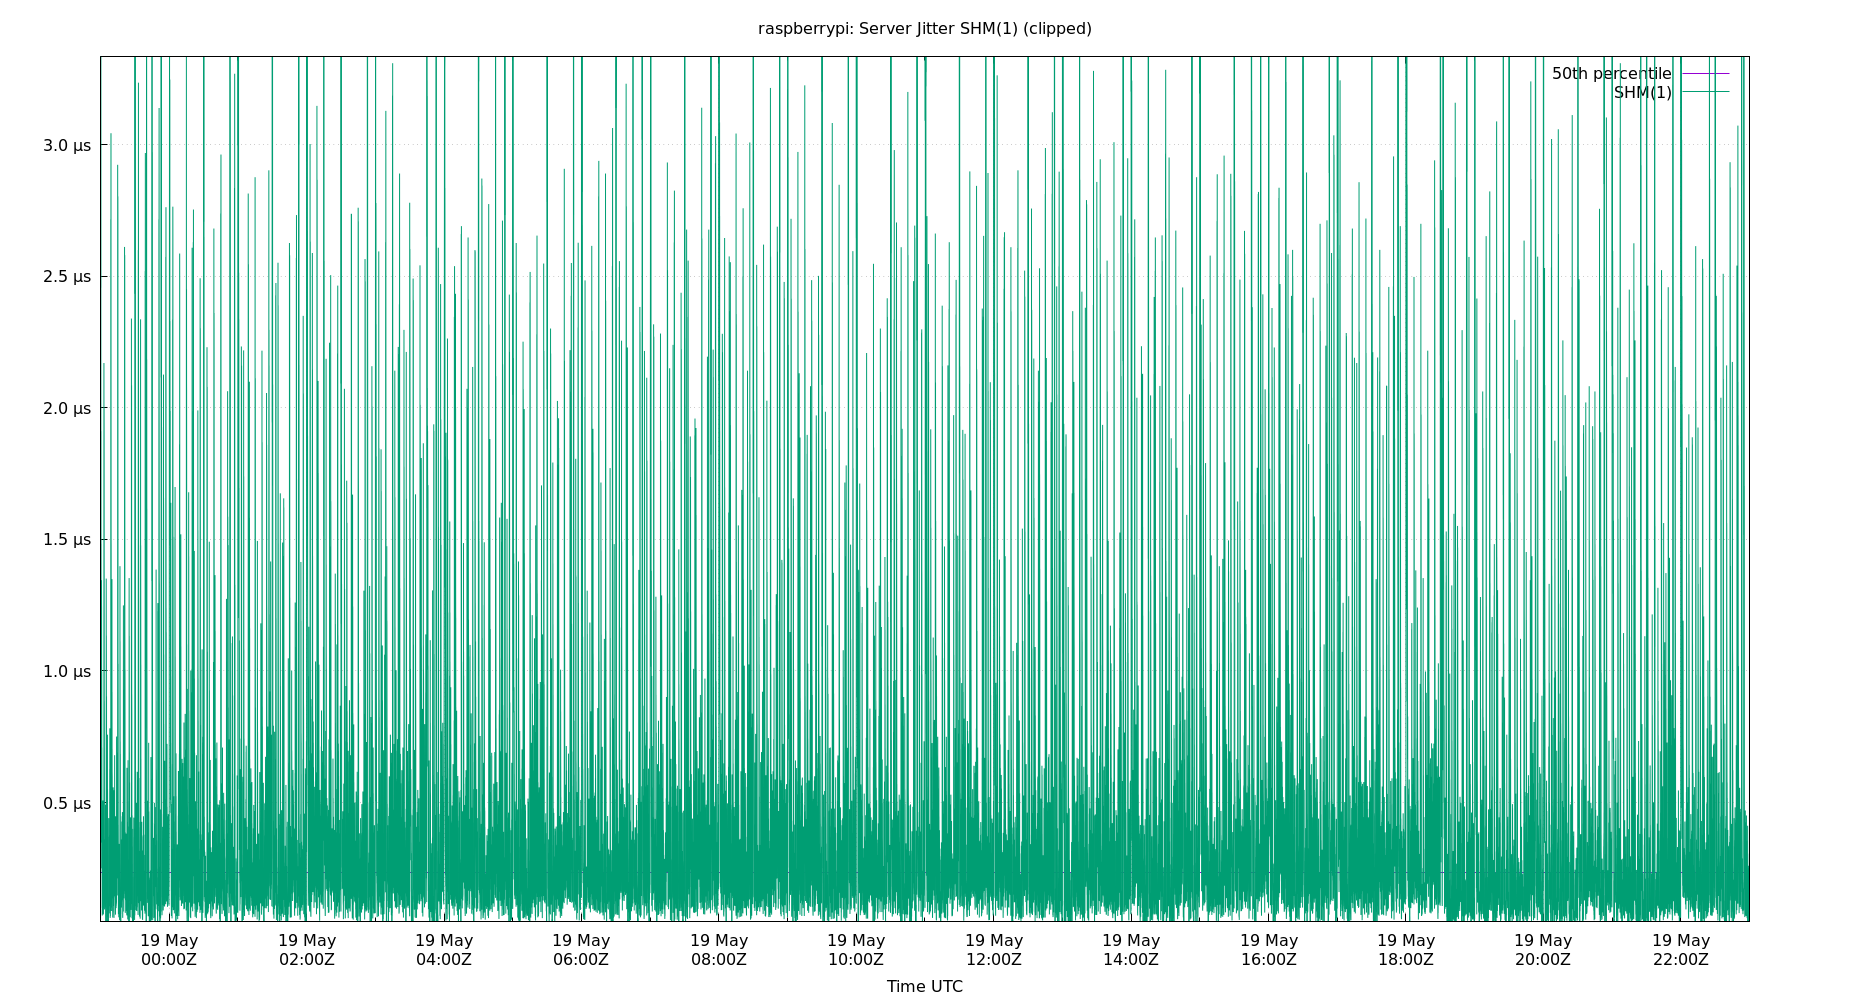 raspberrypi: Server Jitter SHM(1) (clipped)
50th percentile
SHM(1)
3.0 µs
2.5 µs
2.0 µs
1.5 µs
1.0 µs
0.5 µs
19 May 19 May 19 May 19 May 19 May 19 May 19 May 19 May 19 May 19 May 19 May 19 May
00:00Z 02:00Z 04:00Z 06:00Z 08:00Z 10:00Z 12:00Z 14:00Z 16:00Z 18:00Z 20:00Z 22:00Z
Time UTC